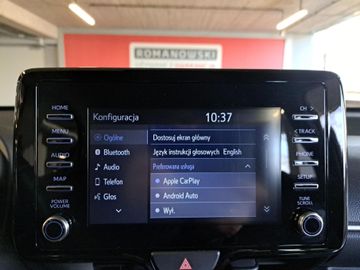 ROMANOWSKI
HOME
MENU
AUDIO
MAP
POWER
VOLUME
Konfiguracja
10:37
Ogólne
Bluetooth
Audio
Telefon
Głos
Dostosuj ekran główny
Język instrukcji głosowych English
Preferowana usługa
Apple CarPlay
Android Auto
Wył.
CH >
< TRACK
PHONE
SETUP
TUNE
SCROLL